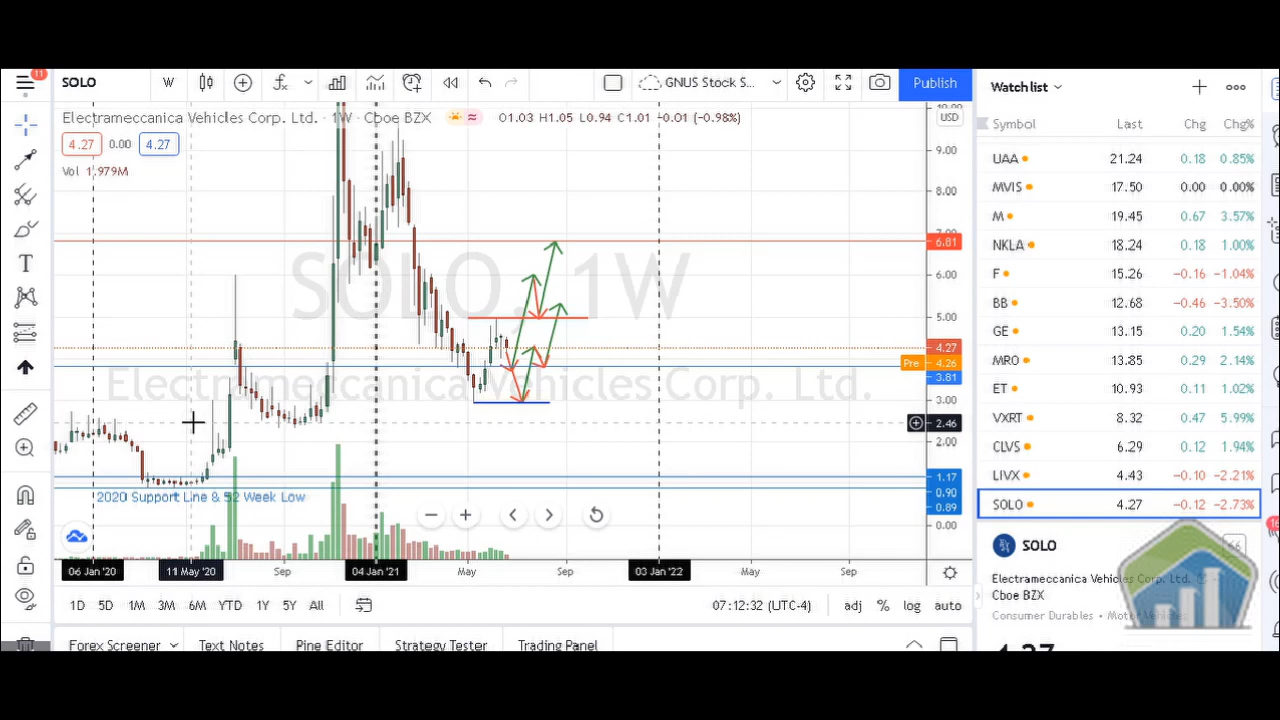 11
SOLO
W
GNUS Stock S...
Publish
Watchlist
Electrameccanica Vehicles Corp. Ltd. · 1W · Cboe BZX
O1.03 H1.05 L0.94 C1.01 -0.01 (-0.98%)
USD
Symbol Last Chg Chg%
4.27 0.00 4.27
Vol 1.979M
UAA 21.24 0.18 0.85%
MVIS 17.50 0.00 0.00%
M 19.45 0.67 3.57%
NKLA 18.24 0.18 1.00%
F 15.26 -0.16 -1.04%
BB 12.68 -0.46 -3.50%
GE 13.15 0.20 1.54%
MRO 13.85 0.29 2.14%
ET 10.93 0.11 1.02%
VXRT 8.32 0.47 5.99%
CLVS 6.29 0.12 1.94%
LIVX 4.43 -0.10 -2.21%
SOLO 4.27 -0.12 -2.73%
SOLO, 1W
Electrameccanica Vehicles Corp. Ltd.
9.00
8.00
6.81
6.00
5.00
4.27
Pre 4.26
3.81
3.00
2.46
2.00
1.17
0.90
0.89
0.00
2020 Support Line & 52 Week Low
06 Jan '20 11 May '20 Sep 04 Jan '21 May Sep 03 Jan '22 May Sep
1D 5D 1M 3M 6M YTD 1Y 5Y All
07:12:32 (UTC-4) adj % log auto
Forex Screener Text Notes Pine Editor Strategy Tester Trading Panel
SOLO
Electrameccanica Vehicles Corp. Ltd.
Cboe BZX
Consumer Durables • Motor Vehicles
4.27